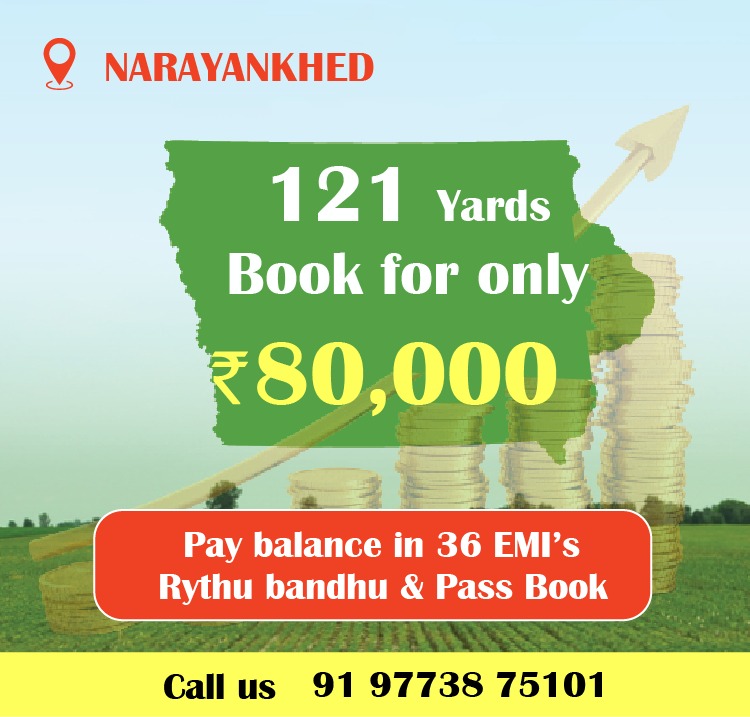 NARAYANKHED
121 Yards
Book for only
₹80,000
Pay balance in 36 EMI's
Rythu bandhu & Pass Book
Call us 91 97738 75101